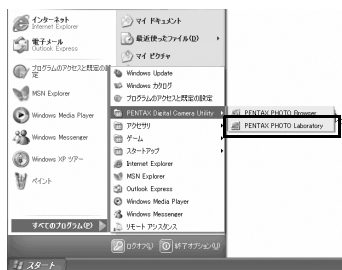 インターネット
Internet Explorer
電子メール
Outlook Express
プログラムのアクセスと既定の設定
MSN Explorer
Windows Media Player
Windows Messenger
Windows XP ツアー
ペイント
すべてのプログラム(P)
マイ ドキュメント
最近使ったファイル(D)
マイ ピクチャ
Windows Update
Windows カタログ
プログラムのアクセスと既定の設定
PENTAX Digital Camera Utility
アクセサリ
ゲーム
スタートアップ
Internet Explorer
MSN Explorer
Outlook Express
Windows Media Player
Windows Messenger
リモート アシスタンス
PENTAX PHOTO Browser
PENTAX PHOTO Laboratory
ログオフ(L)
終了オプション(U)
スタート